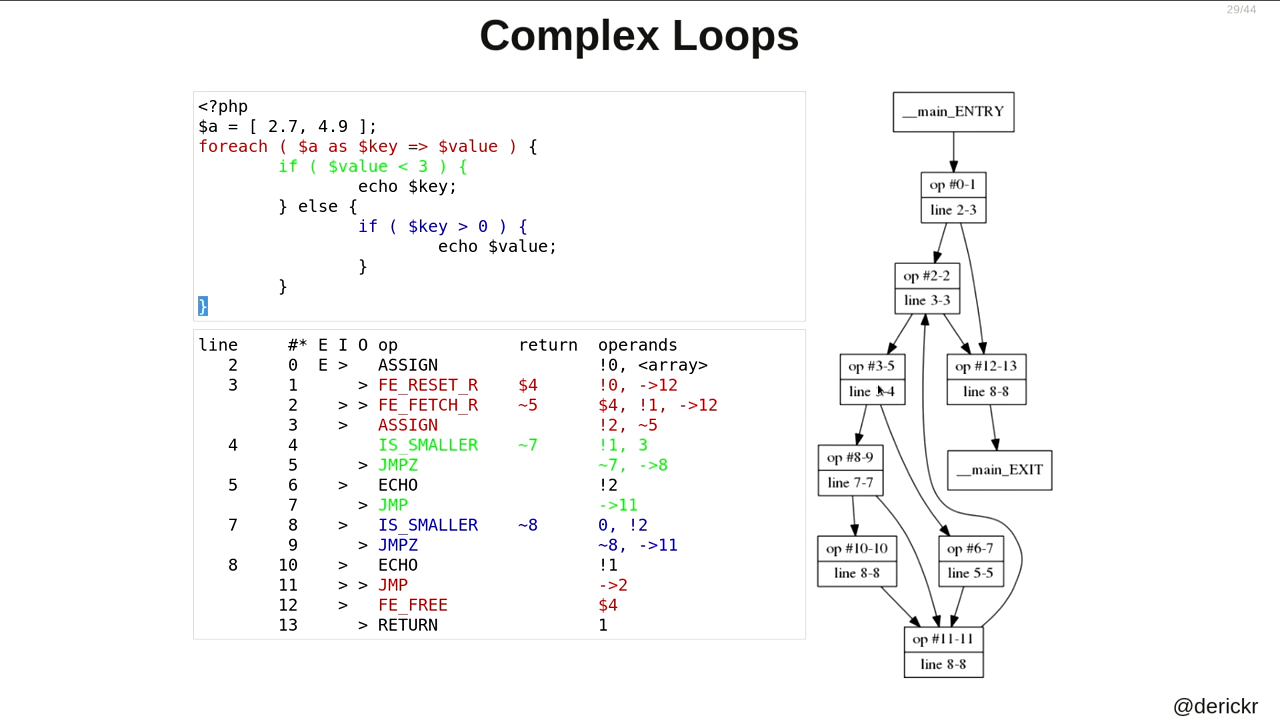 29/44
Complex Loops
<?php
$a = [ 2.7, 4.9 ];
foreach ( $a as $key => $value ) {
        if ( $value < 3 ) {
                echo $key;
        } else {
                if ( $key > 0 ) {
                        echo $value;
                }
        }
}
line     #* E I O op           return  operands
   2     0  E >   ASSIGN               !0, <array>
   3     1      > FE_RESET_R   $4      !0, ->12
         2    > > FE_FETCH_R   ~5      $4, !1, ->12
         3    >   ASSIGN               !2, ~5
   4     4        IS_SMALLER   ~7      !1, 3
         5      > JMPZ                 ~7, ->8
   5     6    >   ECHO                 !2
         7      > JMP                  ->11
   7     8    >   IS_SMALLER   ~8      0, !2
         9      > JMPZ                 ~8, ->11
   8    10    >   ECHO                 !1
        11    > > JMP                  ->2
        12    >   FE_FREE              $4
        13      > RETURN               1
__main_ENTRY
op #0-1
line 2-3
op #2-2
line 3-3
op #3-5
line 3-4
op #12-13
line 8-8
op #8-9
line 7-7
__main_EXIT
op #10-10
line 8-8
op #6-7
line 5-5
op #11-11
line 8-8
@derickr